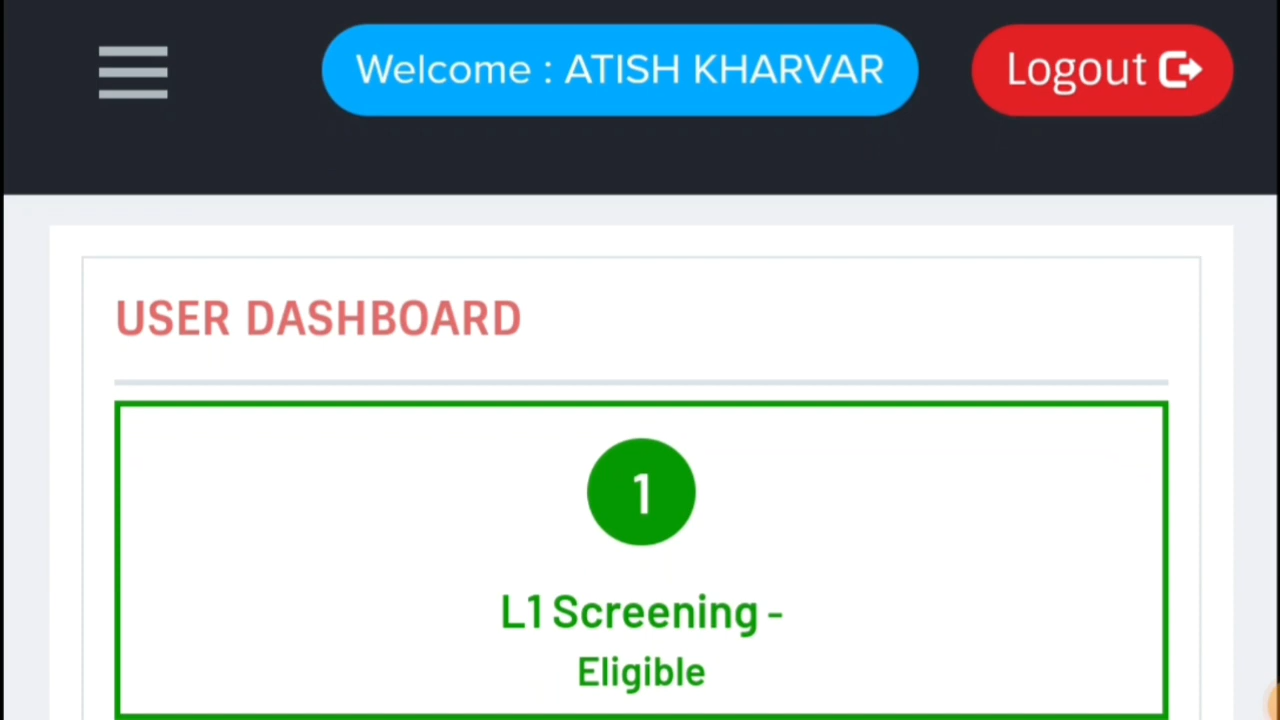 Welcome : ATISH KHARVAR
Logout
USER DASHBOARD
1
L1 Screening -
Eligible